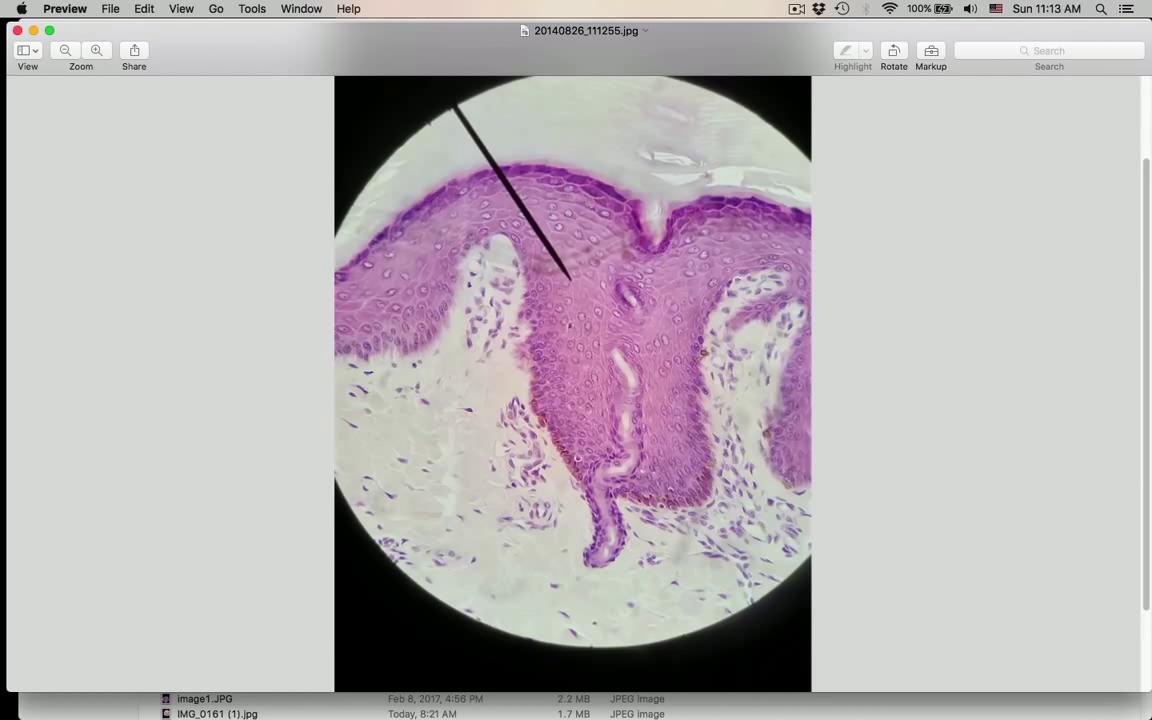 Preview File Edit View Go Tools Window Help 100% Sun 11:13 AM
20140826_111255.jpg
Search
View Zoom Share Highlight Rotate Markup Search
image1.JPG Feb 8, 2017, 4:56 PM 2.2 MB JPEG image
IMG_0161 (1).jpg Today, 8:21 AM 1.7 MB JPEG image